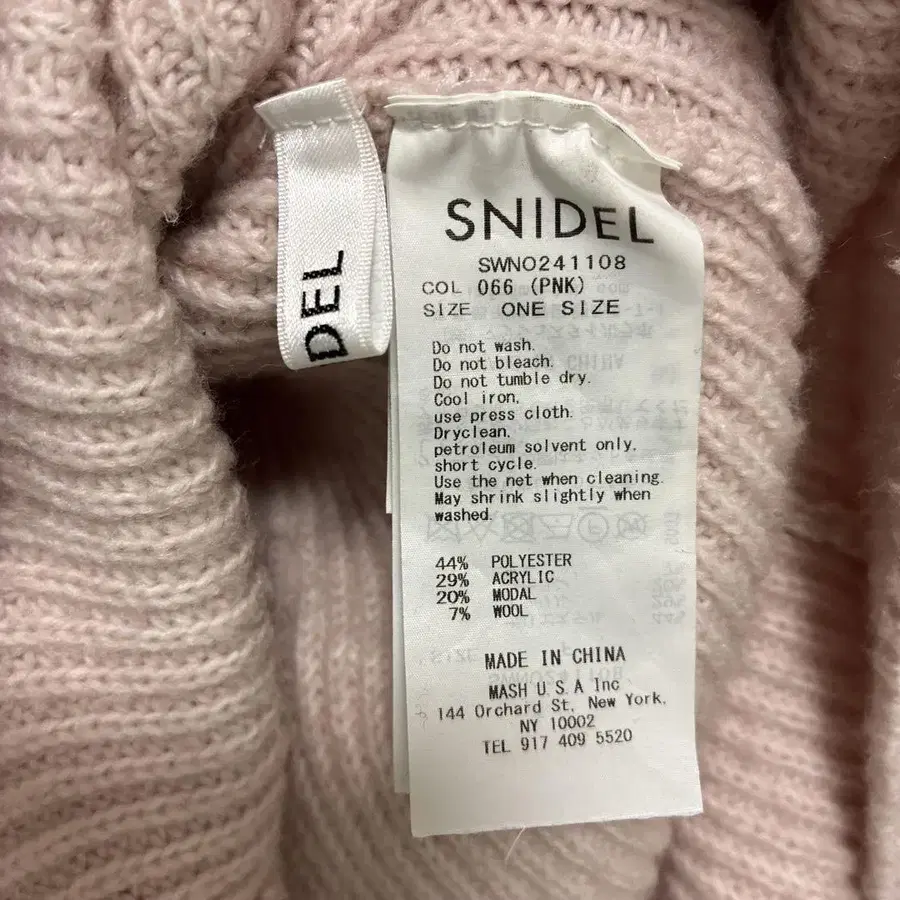 DEL
SNIDEL
SWNO241108
COL 066 (PNK)
SIZE ONE SIZE
Do not wash.
Do not bleach.
Do not tumble dry.
Cool iron,
use press cloth.
Dryclean,
petroleum solvent only,
short cycle.
Use the net when cleaning.
May shrink slightly when
washed.
44% POLYESTER
29% ACRYLIC
20% MODAL
7% WOOL
MADE IN CHINA
MASH U.S.A Inc
144 Orchard St, New York,
NY 10002
TEL 917 409 5520